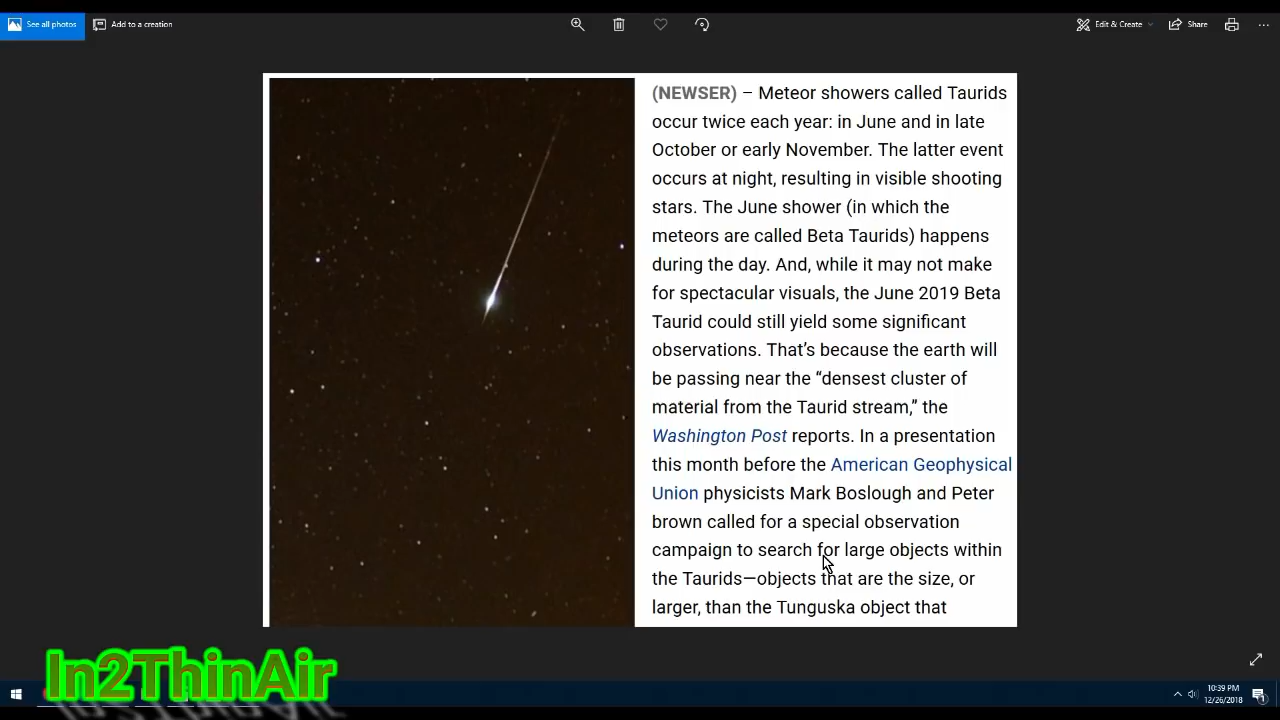 See all photos
Add to a creation
Edit & Create
Share
(NEWSER) – Meteor showers called Taurids
occur twice each year: in June and in late
October or early November. The latter event
occurs at night, resulting in visible shooting
stars. The June shower (in which the
meteors are called Beta Taurids) happens
during the day. And, while it may not make
for spectacular visuals, the June 2019 Beta
Taurid could still yield some significant
observations. That’s because the earth will
be passing near the “densest cluster of
material from the Taurid stream,” the
Washington Post reports. In a presentation
this month before the American Geophysical
Union physicists Mark Boslough and Peter
brown called for a special observation
campaign to search for large objects within
the Taurids—objects that are the size, or
larger, than the Tunguska object that
In2ThinAir
10:39 PM
12/26/2018